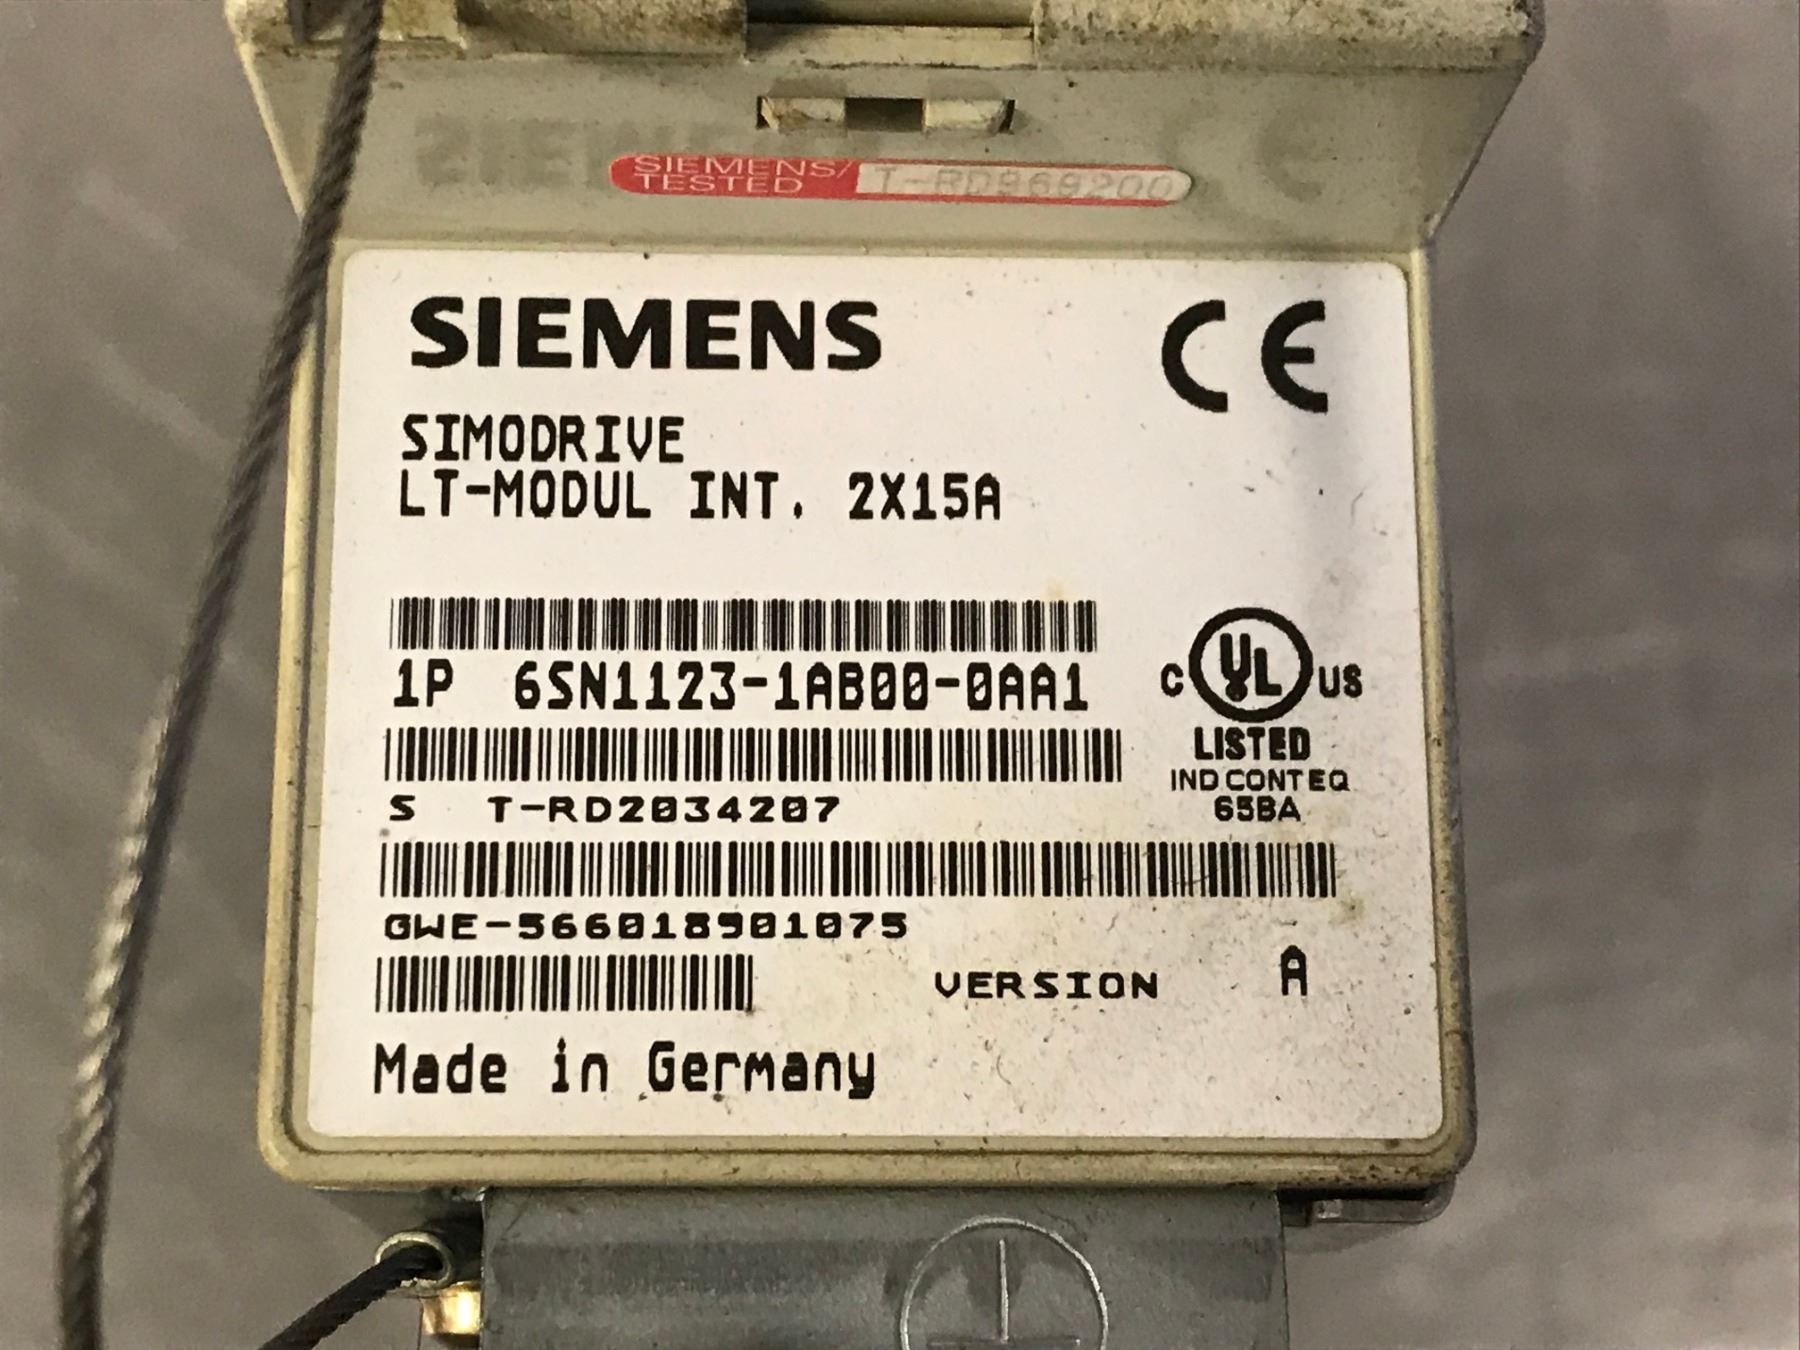 SIEMENS/
TESTED T-RD869200
SIEMENS CE
SIMODRIVE
LT-MODUL INT. 2X15A
1P 6SN1123-1AB00-0AA1
C UL US
LISTED
IND CONT EQ
65BA
S T-RD2034207
GWE-566018901075
VERSION A
Made in Germany